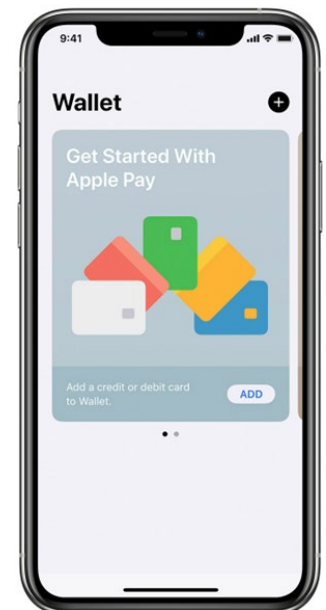 9:41
Wallet
Get Started With
Apple Pay
Add a credit or debit card
to Wallet.
ADD